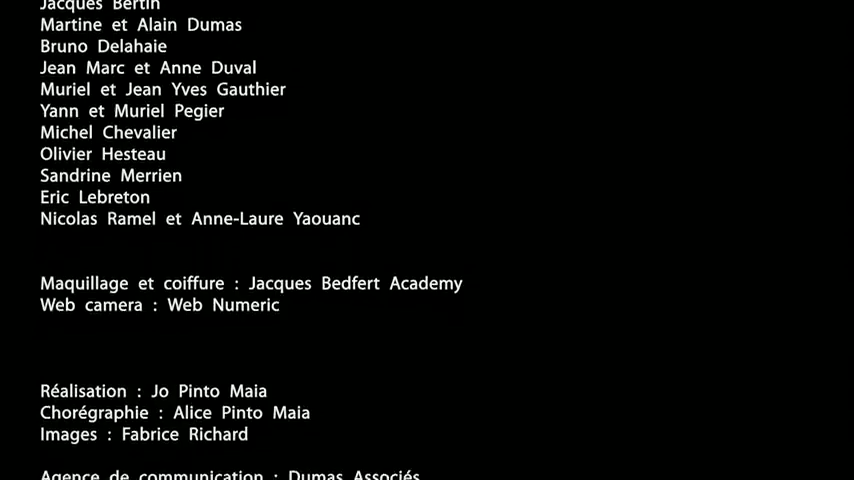 Jacques Bertin
Martine et Alain Dumas
Bruno Delahaie
Jean Marc et Anne Duval
Muriel et Jean Yves Gauthier
Yann et Muriel Pegier
Michel Chevalier
Olivier Hesteau
Sandrine Merrien
Eric Lebreton
Nicolas Ramel et Anne-Laure Yaouanc
Maquillage et coiffure : Jacques Bedfert Academy
Web camera : Web Numeric
Réalisation : Jo Pinto Maia
Chorégraphie : Alice Pinto Maia
Images : Fabrice Richard
Agence de communication : Dumas Associés